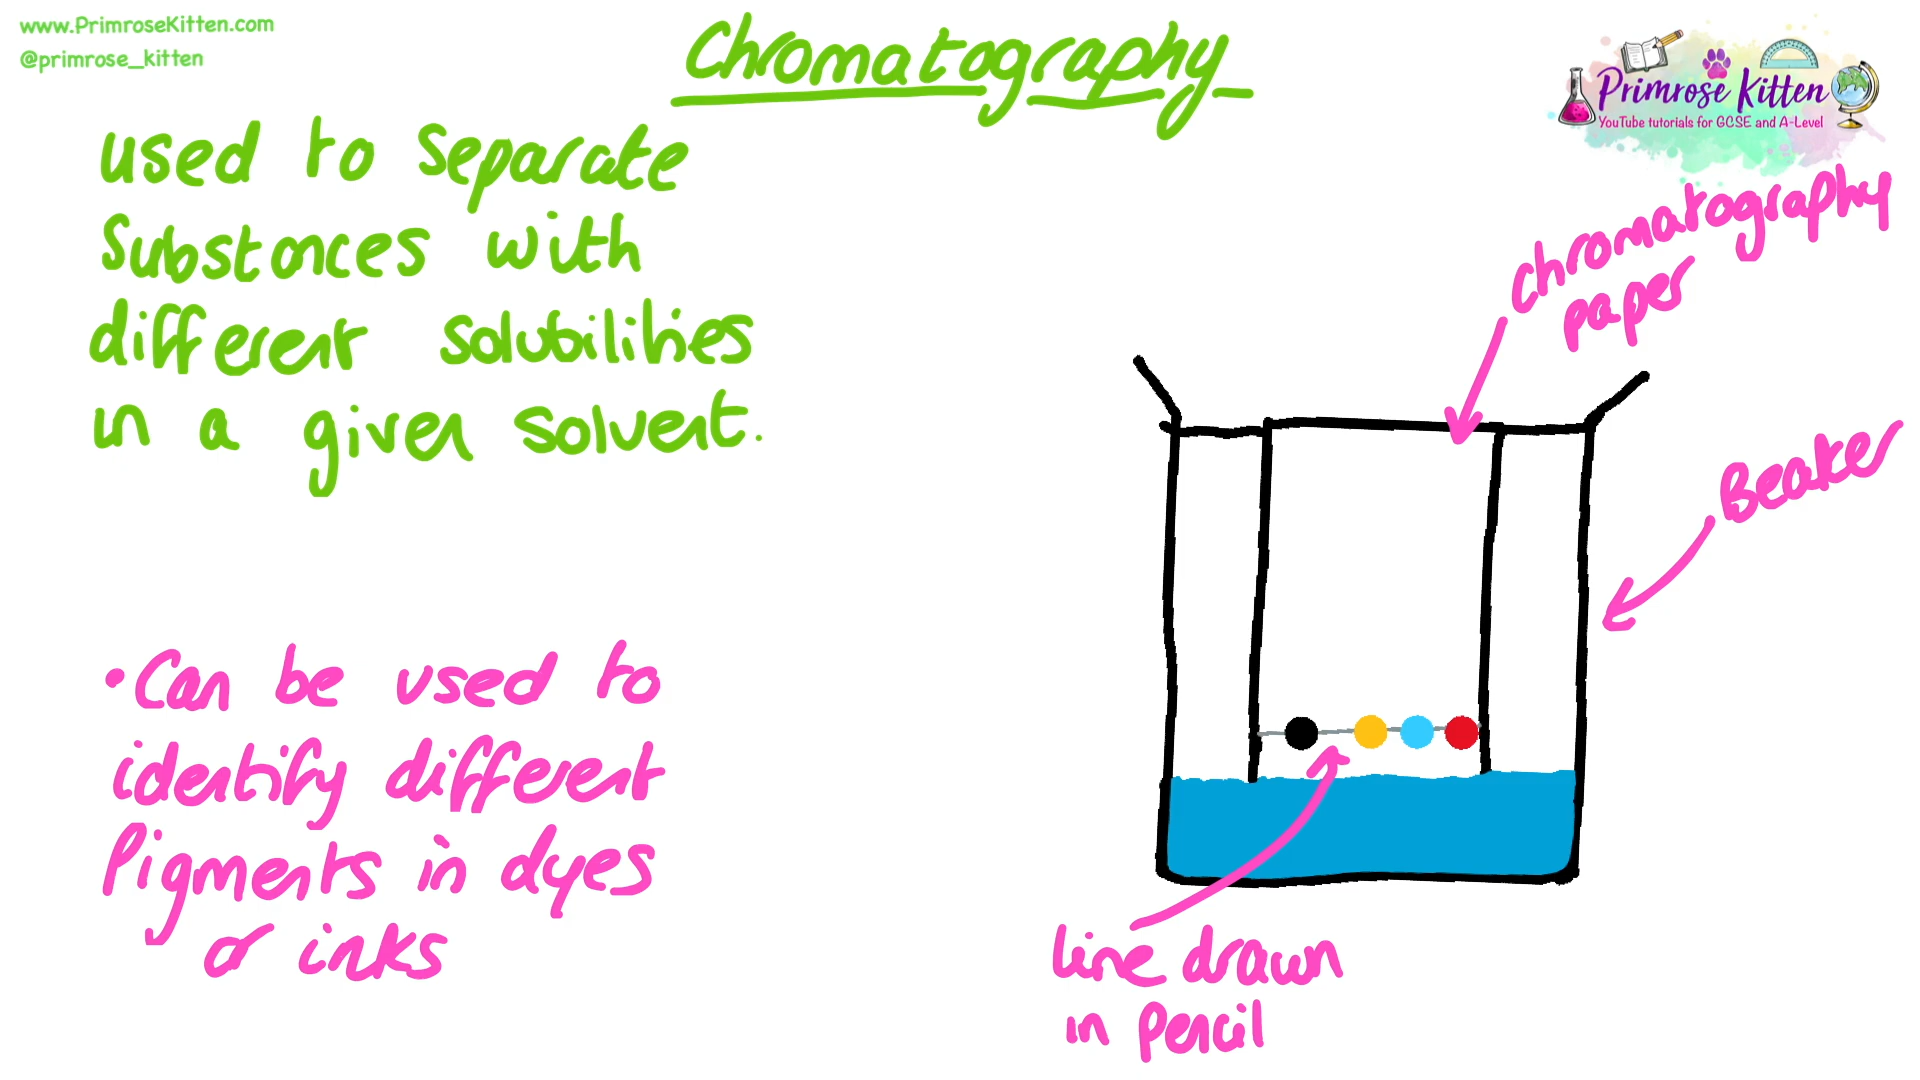 www.PrimroseKitten.com
@primrose_kitten
Chromatography
Primrose Kitten
YouTube tutorials for GCSE and A-Level
used to separate
substances with
different solubilities
in a given solvent.
chromatography
paper
Beaker
• Can be used to
identify different
pigments in dyes
or inks
line drawn
in pencil